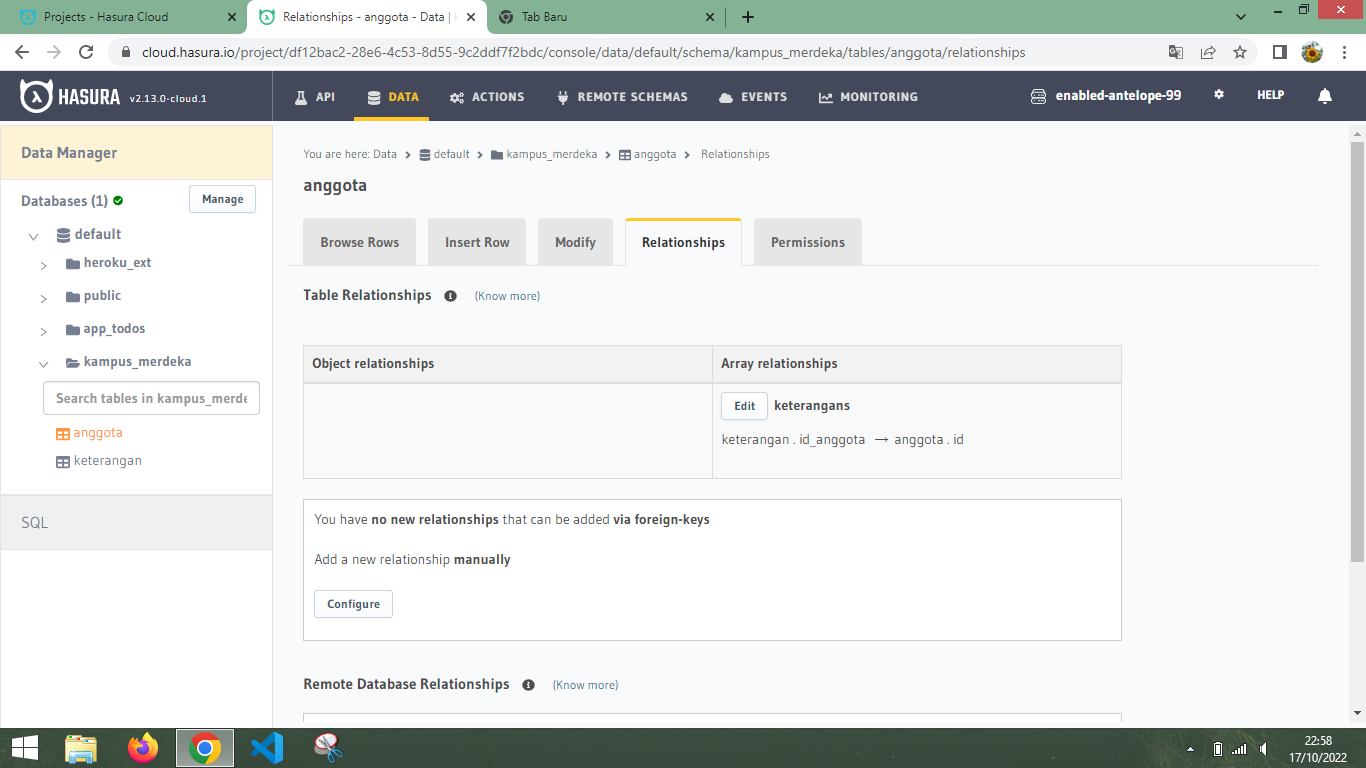 Projects - Hasura Cloud
Relationships - anggota - Data |
Tab Baru
cloud.hasura.io/project/df12bac2-28e6-4c53-8d55-9c2ddf7f2bdc/console/data/default/schema/kampus_merdeka/tables/anggota/relationships
HASURA v2.13.0-cloud.1
API
DATA
ACTIONS
REMOTE SCHEMAS
EVENTS
MONITORING
enabled-antelope-99
HELP
Data Manager
Databases (1)
Manage
default
heroku_ext
public
app_todos
kampus_merdeka
Search tables in kampus_merde
anggota
keterangan
SQL
You are here: Data > default > kampus_merdeka > anggota > Relationships
anggota
Browse Rows
Insert Row
Modify
Relationships
Permissions
Table Relationships (Know more)
Object relationships
Array relationships
Edit keterangans
keterangan . id_anggota → anggota . id
You have no new relationships that can be added via foreign-keys
Add a new relationship manually
Configure
Remote Database Relationships (Know more)
22:58
17/10/2022